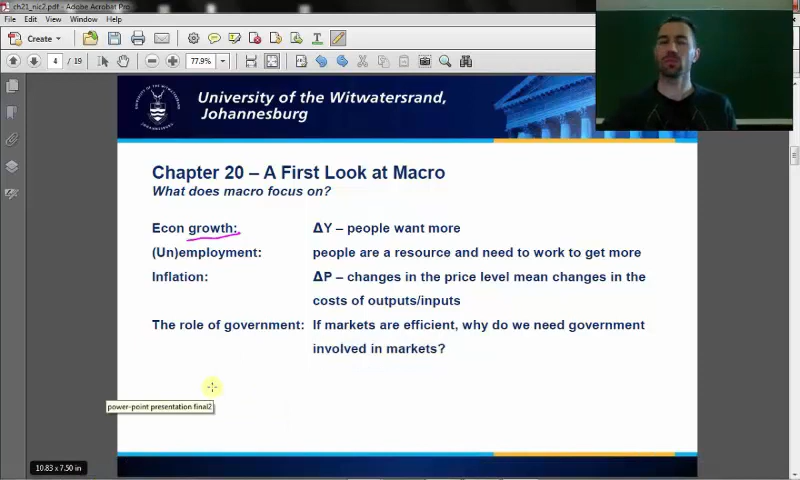 ch21_nic2.pdf - Adobe Acrobat Pro
File Edit View Window Help
Create
4 / 19 77.9%
University of the Witwatersrand,
Johannesburg
Chapter 20 – A First Look at Macro
What does macro focus on?
Econ growth: ΔY – people want more
(Un)employment: people are a resource and need to work to get more
Inflation: ΔP – changes in the price level mean changes in the
costs of outputs/inputs
The role of government: If markets are efficient, why do we need government
involved in markets?
power-point presentation final2
10.83 x 7.50 in